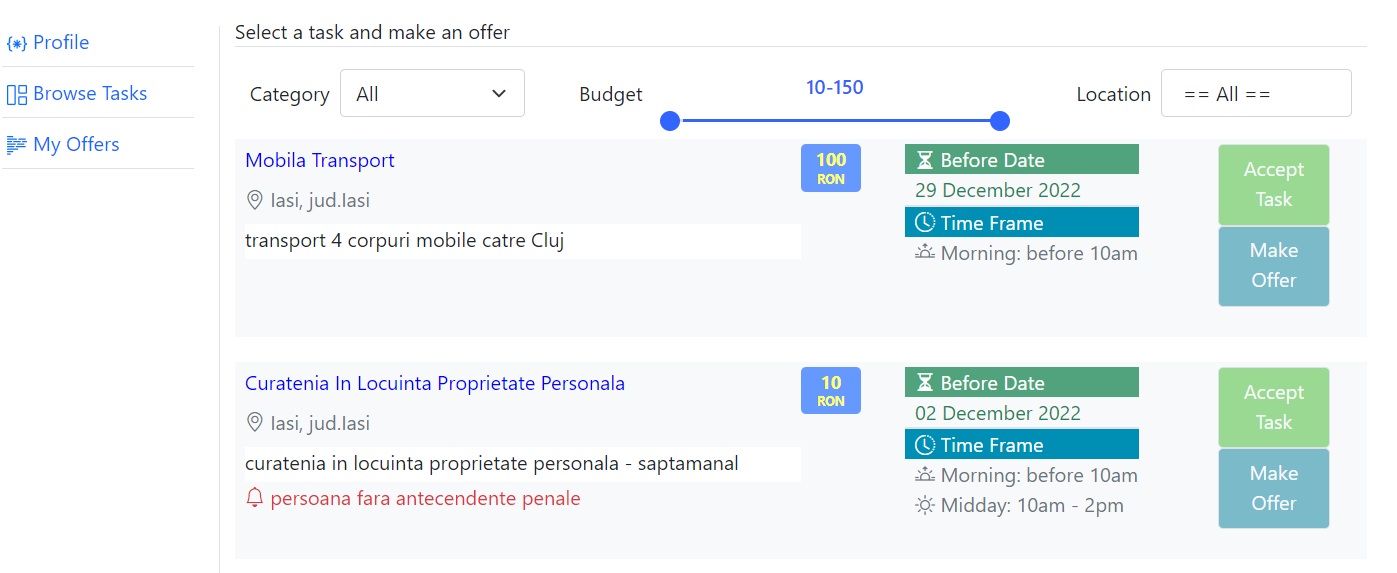 Profile
Browse Tasks
My Offers
Select a task and make an offer
Category All Budget 10-150 Location == All ==
Mobila Transport
Iasi, jud.Iasi
transport 4 corpuri mobile catre Cluj
100
RON
Before Date
29 December 2022
Time Frame
Morning: before 10am
Accept
Task
Make
Offer
Curatenia In Locuinta Proprietate Personala
Iasi, jud.Iasi
curatenia in locuinta proprietate personala - saptamanal
persoana fara antecendente penale
10
RON
Before Date
02 December 2022
Time Frame
Morning: before 10am
Midday: 10am - 2pm
Accept
Task
Make
Offer